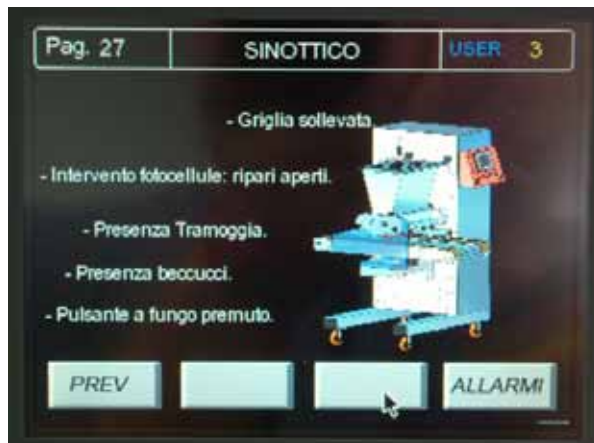 Pag. 27
SINOTTICO
USER 3
- Griglia sollevata.
- Intervento fotocellule: ripari aperti.
- Presenza Tramoggia.
- Presenza beccucci.
- Pulsante a fungo premuto.
PREV
ALLARMI